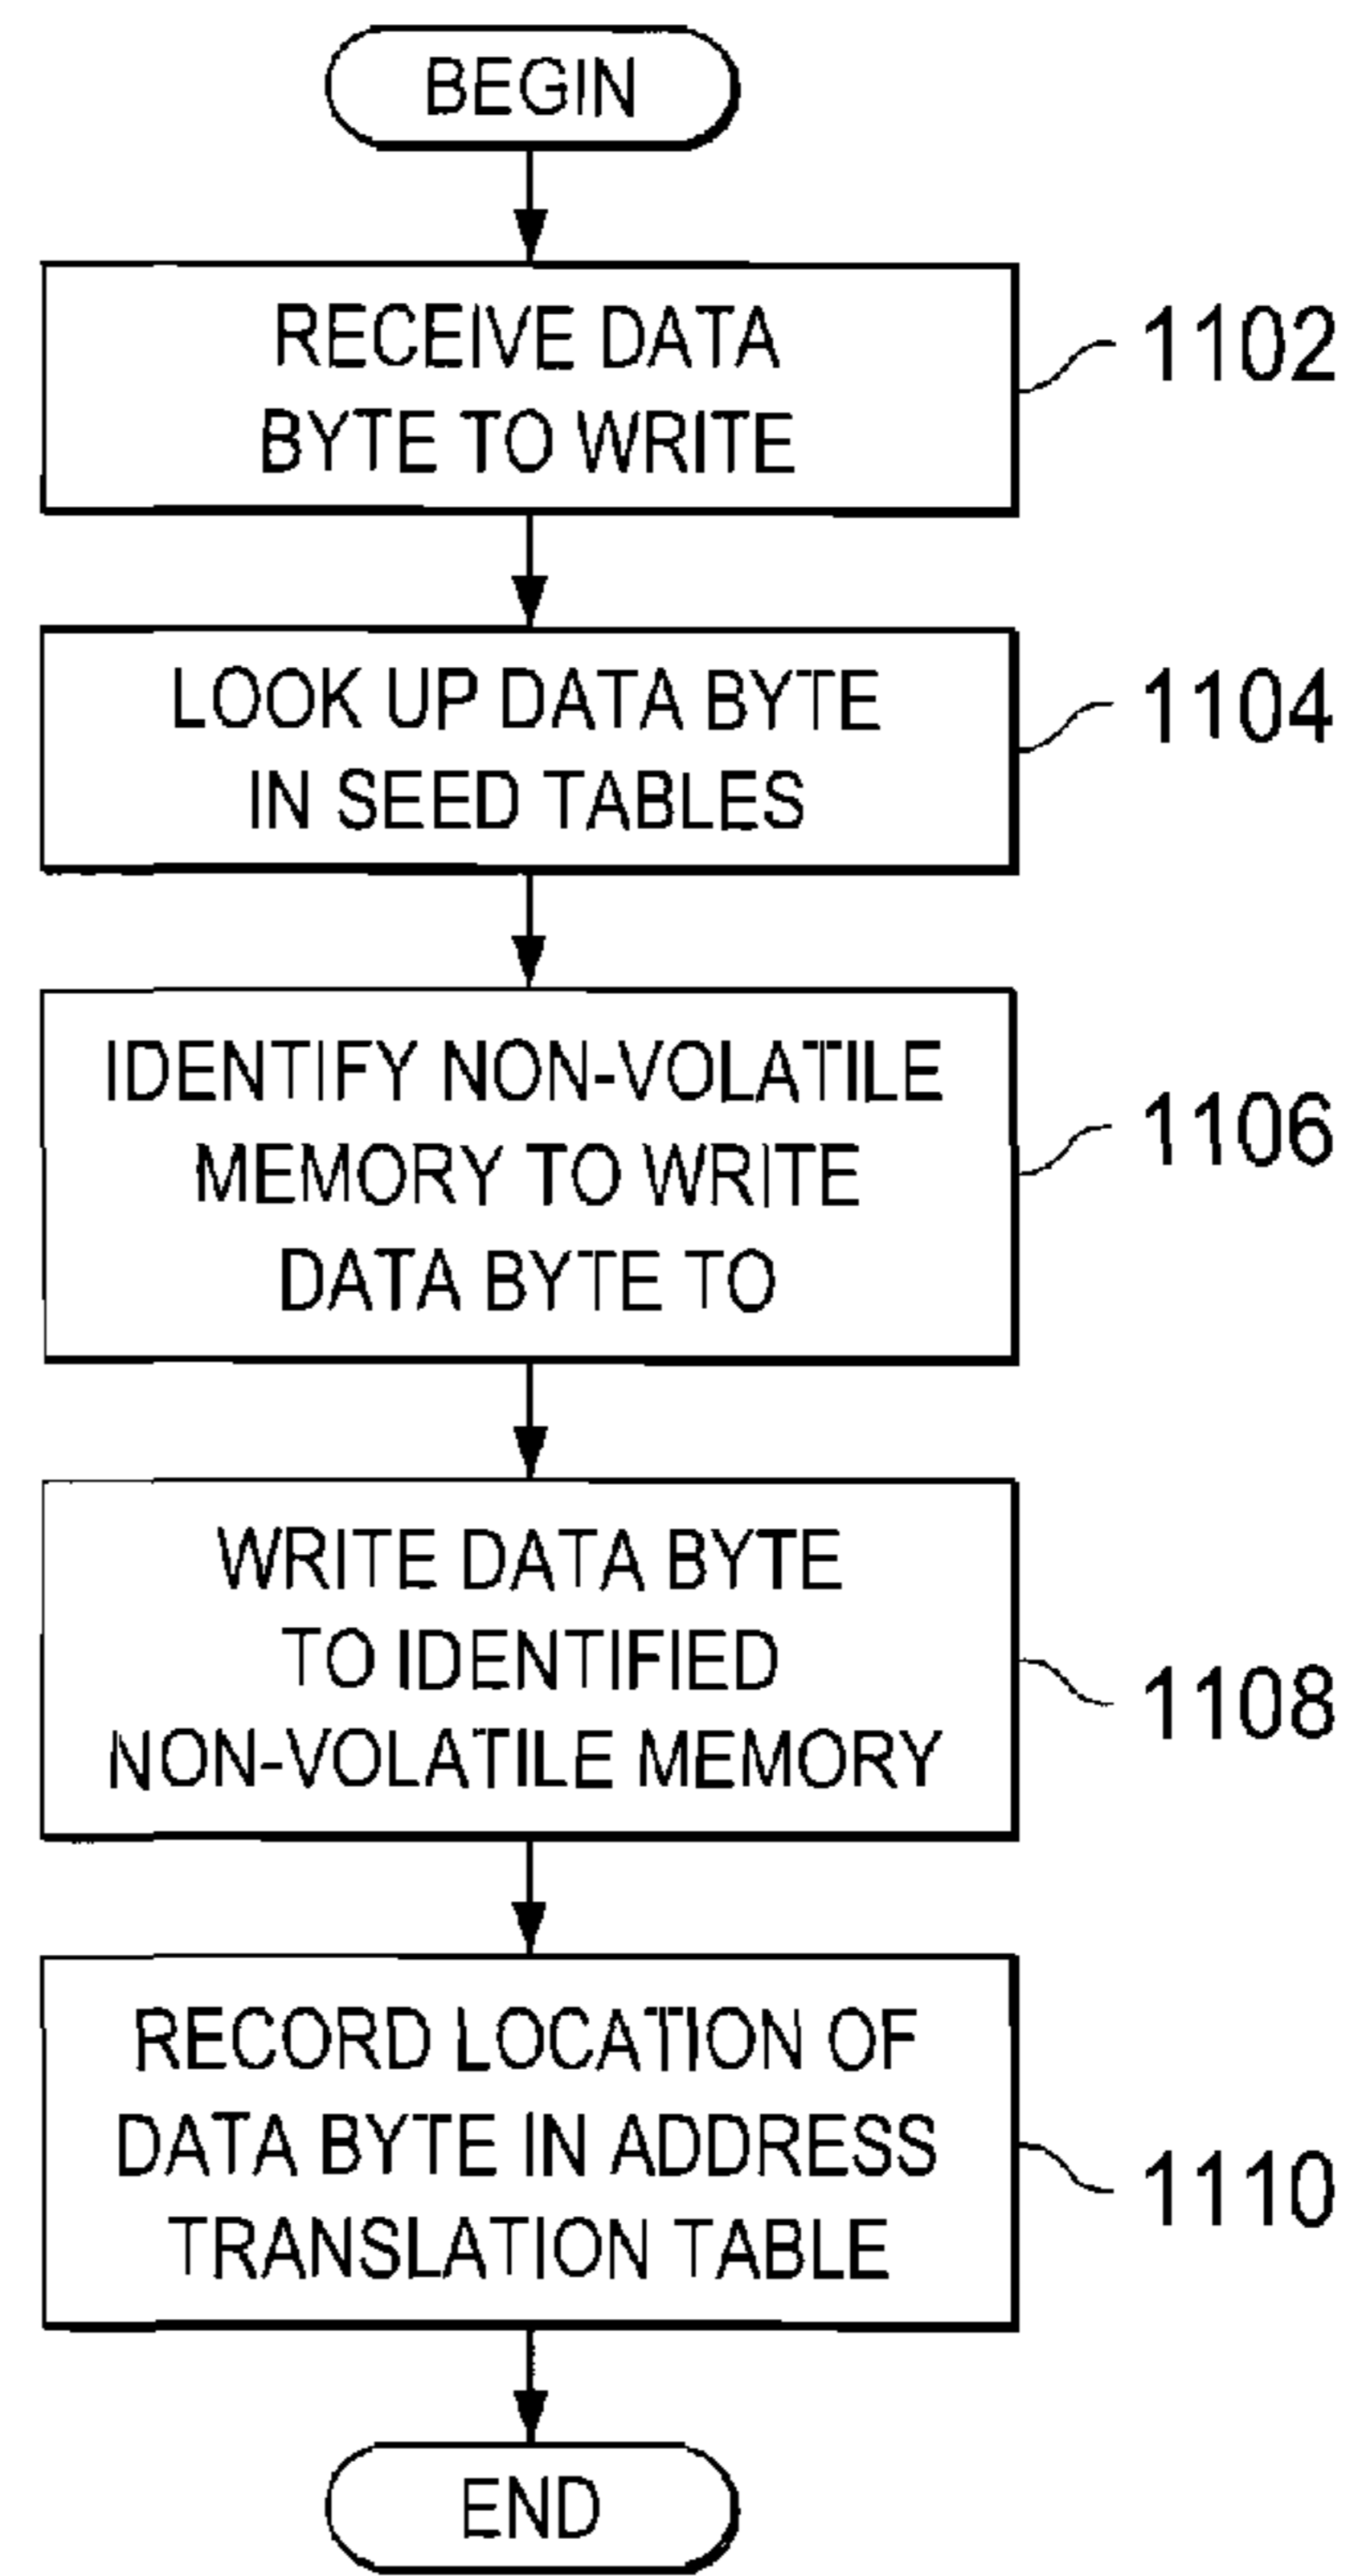 BEGIN
RECEIVE DATA
BYTE TO WRITE
1102
LOOK UP DATA BYTE
IN SEED TABLES
1104
IDENTIFY NON-VOLATILE
MEMORY TO WRITE
DATA BYTE TO
1106
WRITE DATA BYTE
TO IDENTIFIED
NON-VOLATILE MEMORY
1108
RECORD LOCATION OF
DATA BYTE IN ADDRESS
TRANSLATION TABLE
1110
END